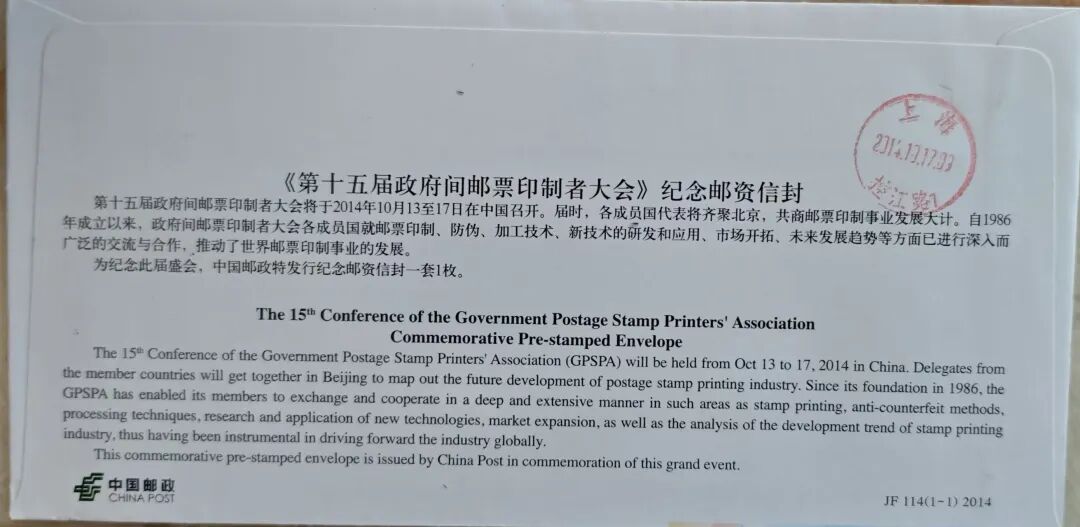 《第十五届政府间邮票印制者大会》纪念邮资信封
第十五届政府间邮票印制者大会将于2014年10月13至17日在中国召开。届时，各成员国代表将齐聚北京，共商邮票印制事业发展大计。自1986
年成立以来，政府间邮票印制者大会各成员国就邮票印制、防伪、加工技术、新技术的研发和应用、市场开拓、未来发展趋势等方面已进行深入而
广泛的交流与合作，推动了世界邮票印制事业的发展。
为纪念此届盛会，中国邮政特发行纪念邮资信封一套1枚。
The 15th Conference of the Government Postage Stamp Printers' Association
Commemorative Pre-stamped Envelope
The 15th Conference of the Government Postage Stamp Printers' Association (GPSPA) will be held from Oct 13 to 17, 2014 in China. Delegates from
the member countries will get together in Beijing to map out the future development of postage stamp printing industry. Since its foundation in 1986, the
GPSPA has enabled its members to exchange and cooperate in a deep and extensive manner in such areas as stamp printing, anti-counterfeit methods,
processing techniques, research and application of new technologies, market expansion, as well as the analysis of the development trend of stamp printing
industry, thus having been instrumental in driving forward the industry globally.
This commemorative pre-stamped envelope is issued by China Post in commemoration of this grand event.
中国邮政
CHINA POST
JF 114(1-1) 2014